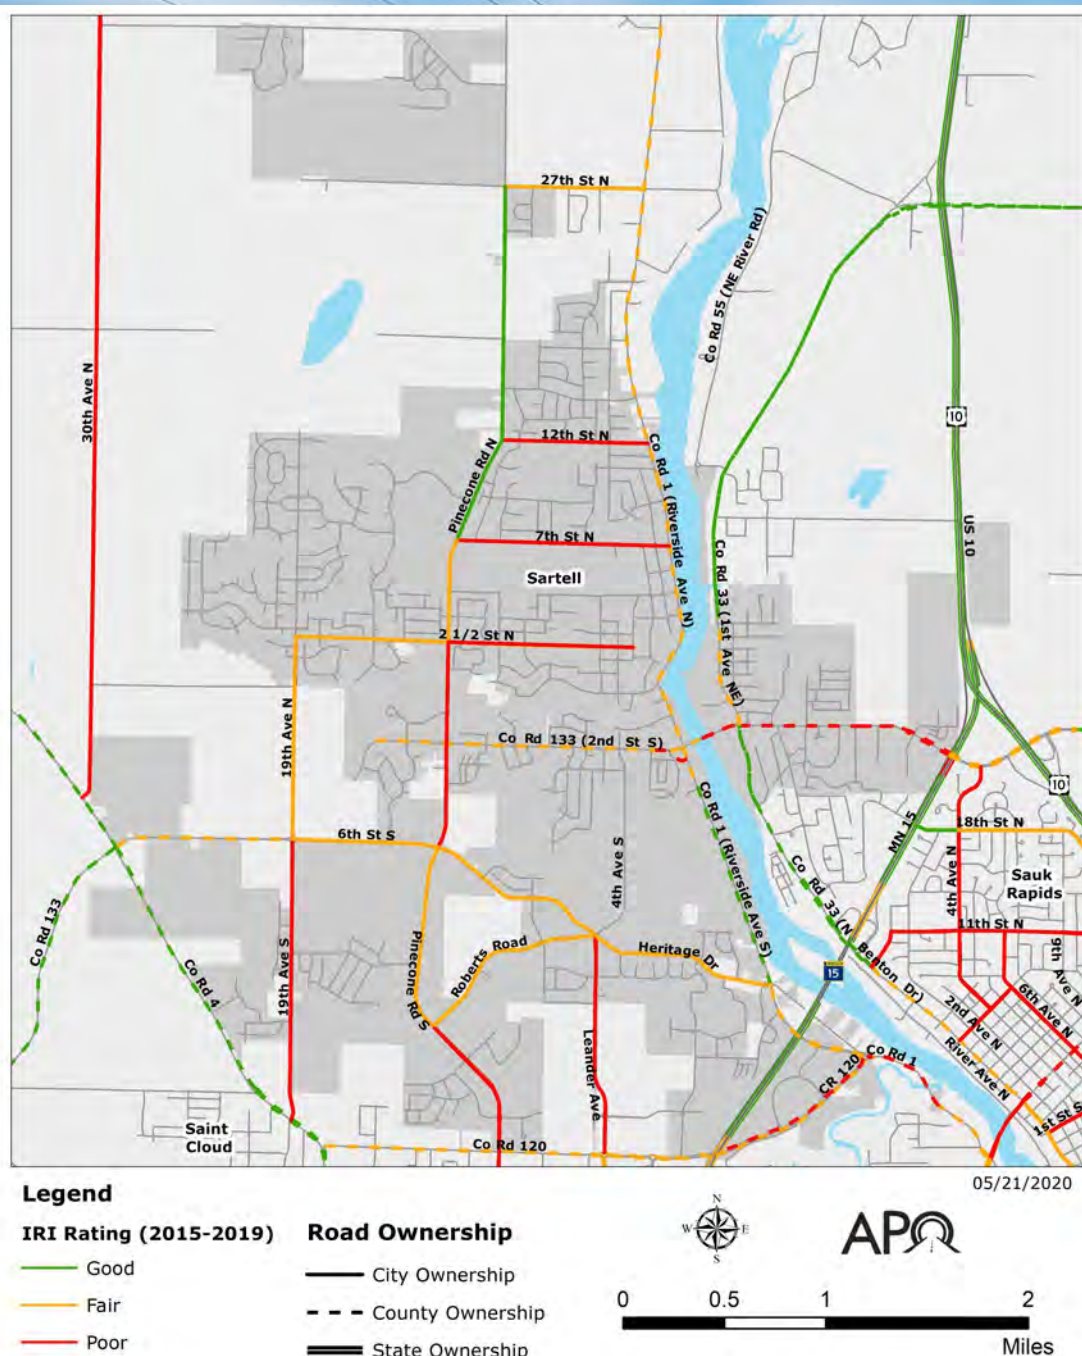 27th St N
Co Rd 55 (NE River Rd)
30th Ave N
10
12th St N
Pinecone Rd N
Co Rd 1 (Riverside Ave N)
7th St N
US 10
Sartell
Co Rd 33 (1st Ave NE)
2 1/2 St N
19th Ave N
Co Rd 133 (2nd St S)
10
Co Rd 1 (Riverside Ave S)
6th St S
MN 15
18th St N
4th Ave S
4th Ave N
Sauk
Rapids
Co Rd 133
Co Rd 4
19th Ave S
Pinecone Rd S
Roberts Road
Heritage Dr
Co Rd 33 (N Benton Dr)
11th St N
9th Ave N
15
2nd Ave N
6th Ave N
River Ave N
Leander Ave
CR 120
Co Rd 1
1st St S
Saint
Cloud
Co Rd 120
05/21/2020
Legend
IRI Rating (2015-2019)
Good
Fair
Poor
Road Ownership
City Ownership
County Ownership
State Ownership
N
W E
S
APO
0 0.5 1 2
Miles